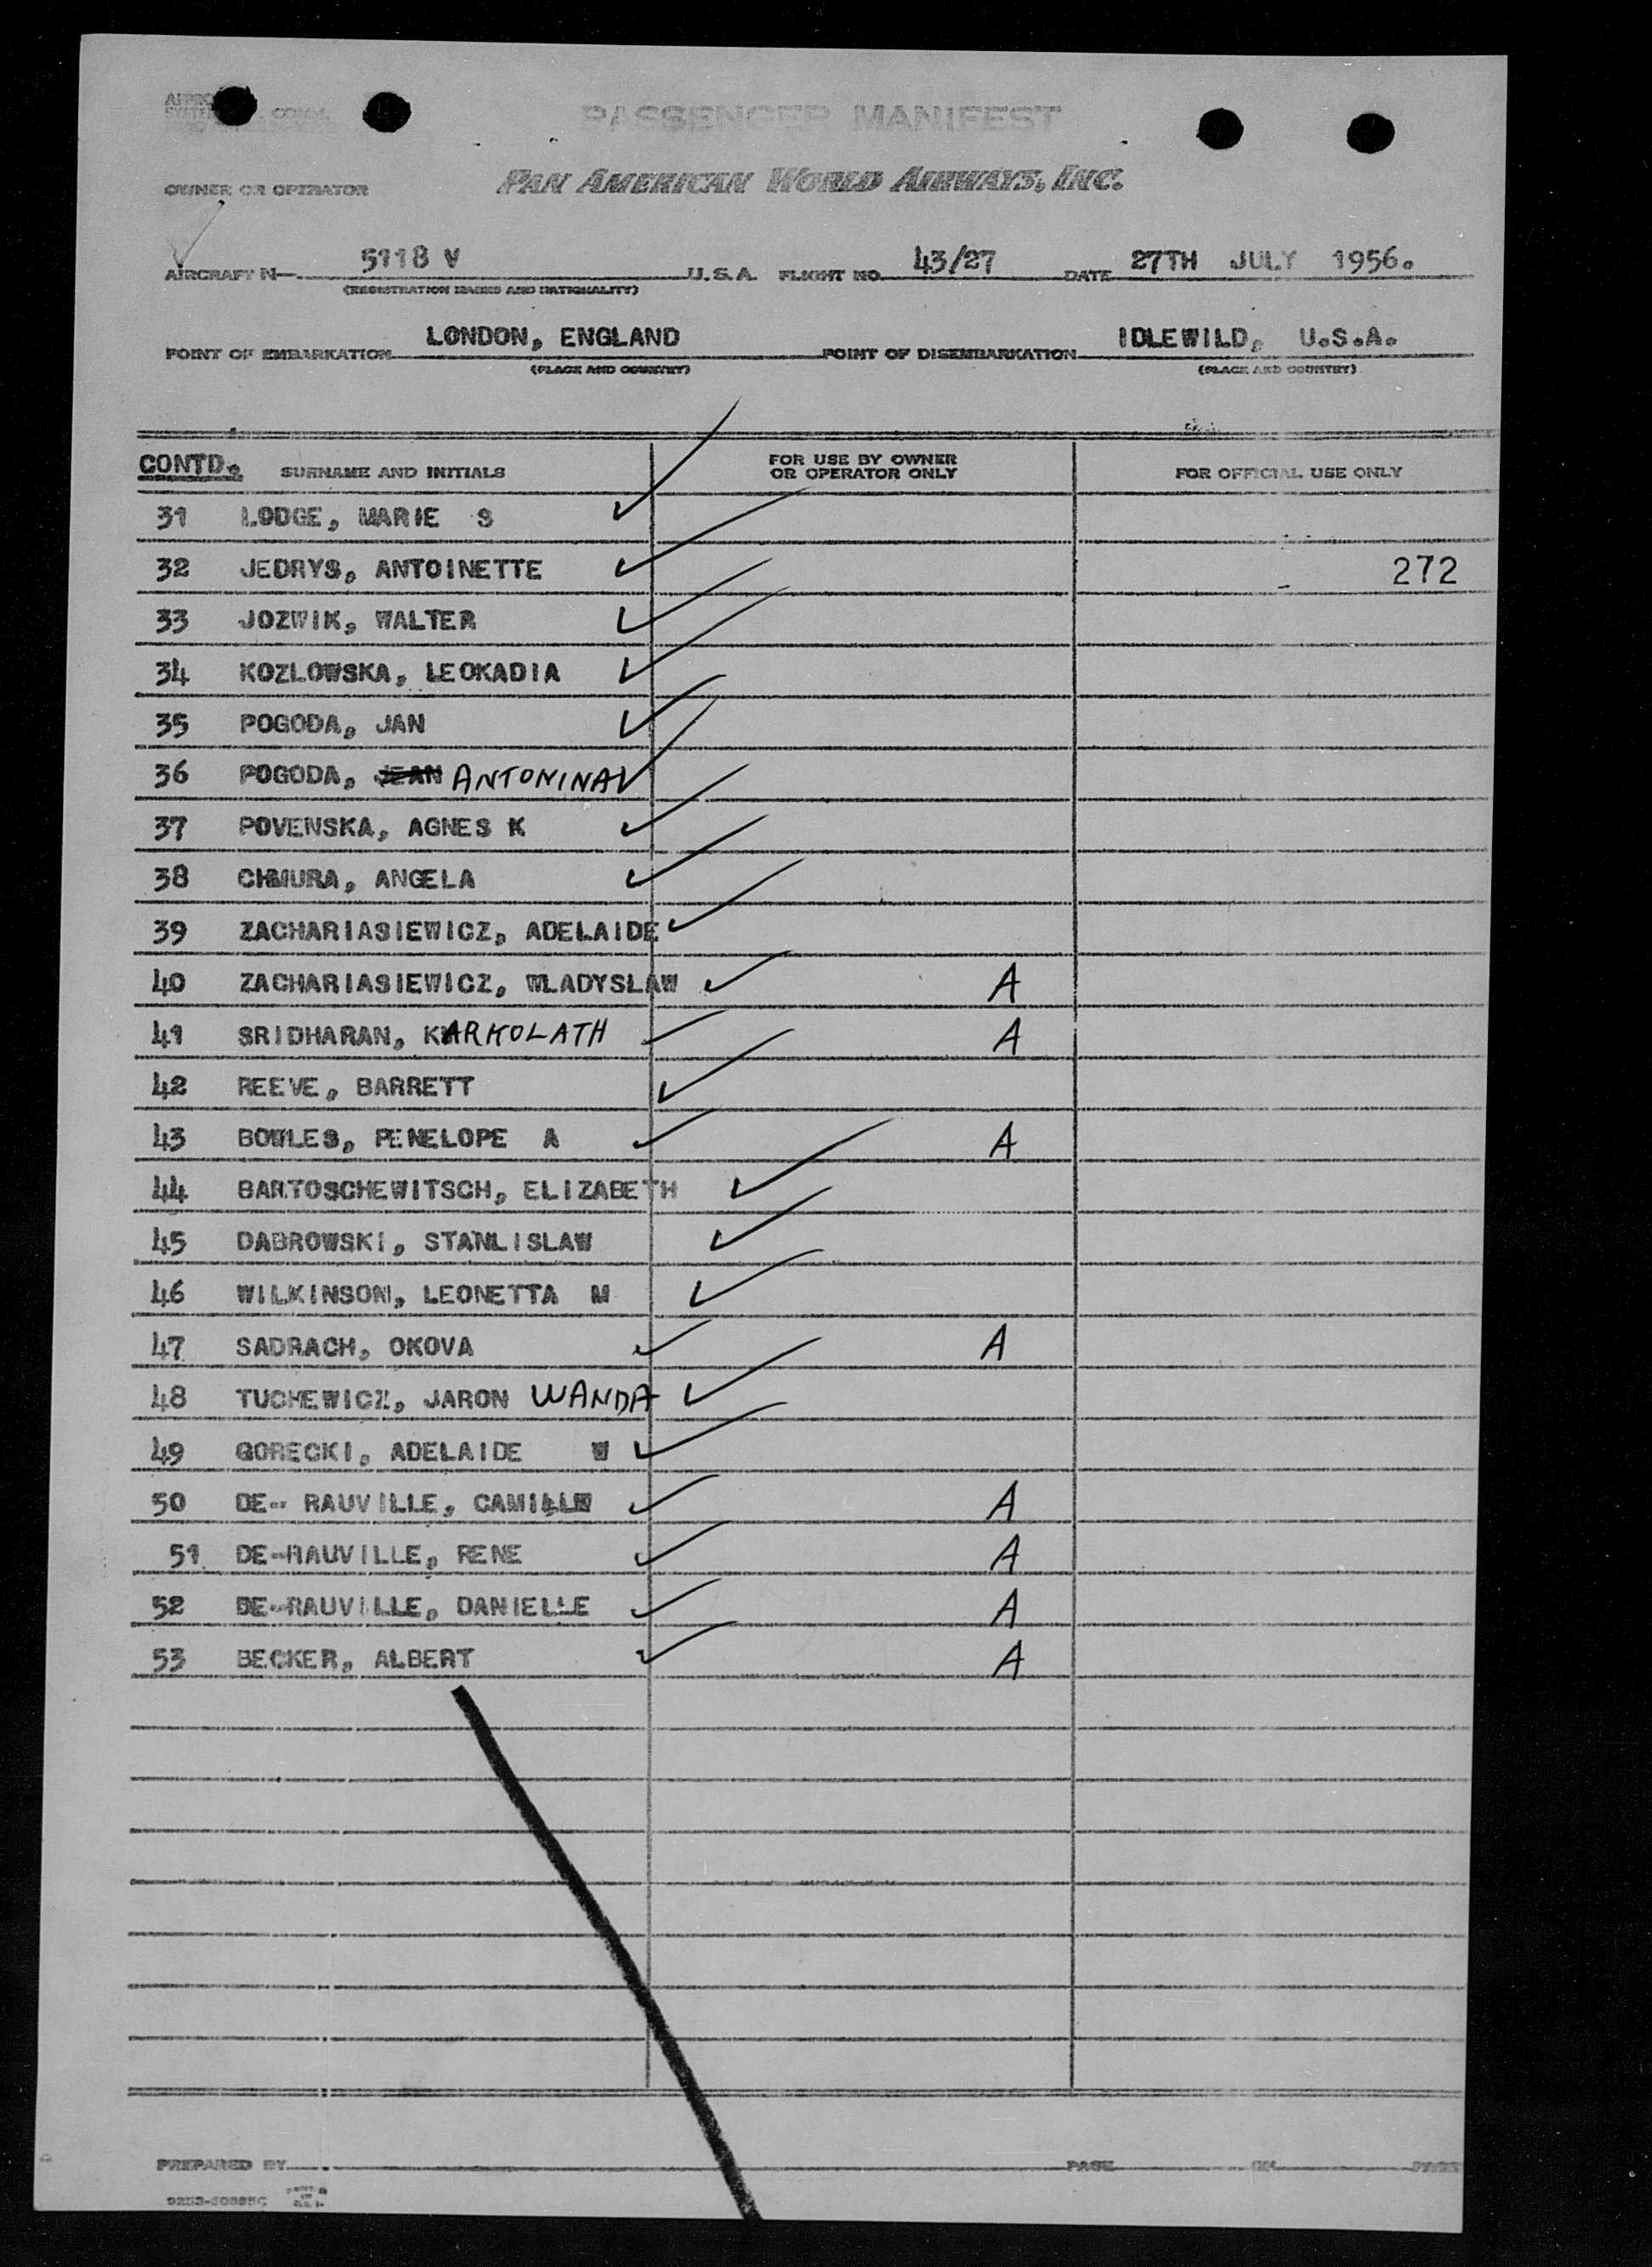 PASSENGER MANIFEST
OWNER OR OPERATOR PAN AMERICAN WORLD AIRWAYS, INC.
AIRCRAFT N— 5118 V U.S.A. FLIGHT NO. 43/27 DATE 27TH JULY 1956.
(REGISTRATION MARKS AND NATIONALITY)
POINT OF EMBARKATION LONDON, ENGLAND POINT OF DISEMBARKATION IDLEWILD, U.S.A.
(PLACE AND COUNTRY) (PLACE AND COUNTRY)
CONTD. SURNAME AND INITIALS FOR USE BY OWNER OR OPERATOR ONLY FOR OFFICIAL USE ONLY
31 LODGE, MARIE S
32 JEDRYS, ANTOINETTE 272
33 JOZWIK, WALTER
34 KOZLOWSKA, LEOKADIA
35 POGODA, JAN
36 POGODA, JEAN ANTONINA
37 POVENSKA, AGNES K
38 CHMURA, ANGELA
39 ZACHARIASIEWICZ, ADELAIDE
40 ZACHARIASIEWICZ, WLADYSLAW A
41 SRIDHARAN, KARKOLATH A
42 REEVE, BARRETT
43 BOWLES, PENELOPE A A
44 BARTOSCHEWITSCH, ELIZABETH
45 DABROWSKI, STANLISLAW
46 WILKINSON, LEONETTA M
47 SADRACH, OKOVA A
48 TUCHEWICZ, JARON WANDA
49 GORECKI, ADELAIDE W
50 DE- RAUVILLE, CAMILLE A
51 DE-RAUVILLE, RENE A
52 DE-RAUVILLE, DANIELLE A
53 BECKER, ALBERT A
PREPARED BY PAGE OF PAGES